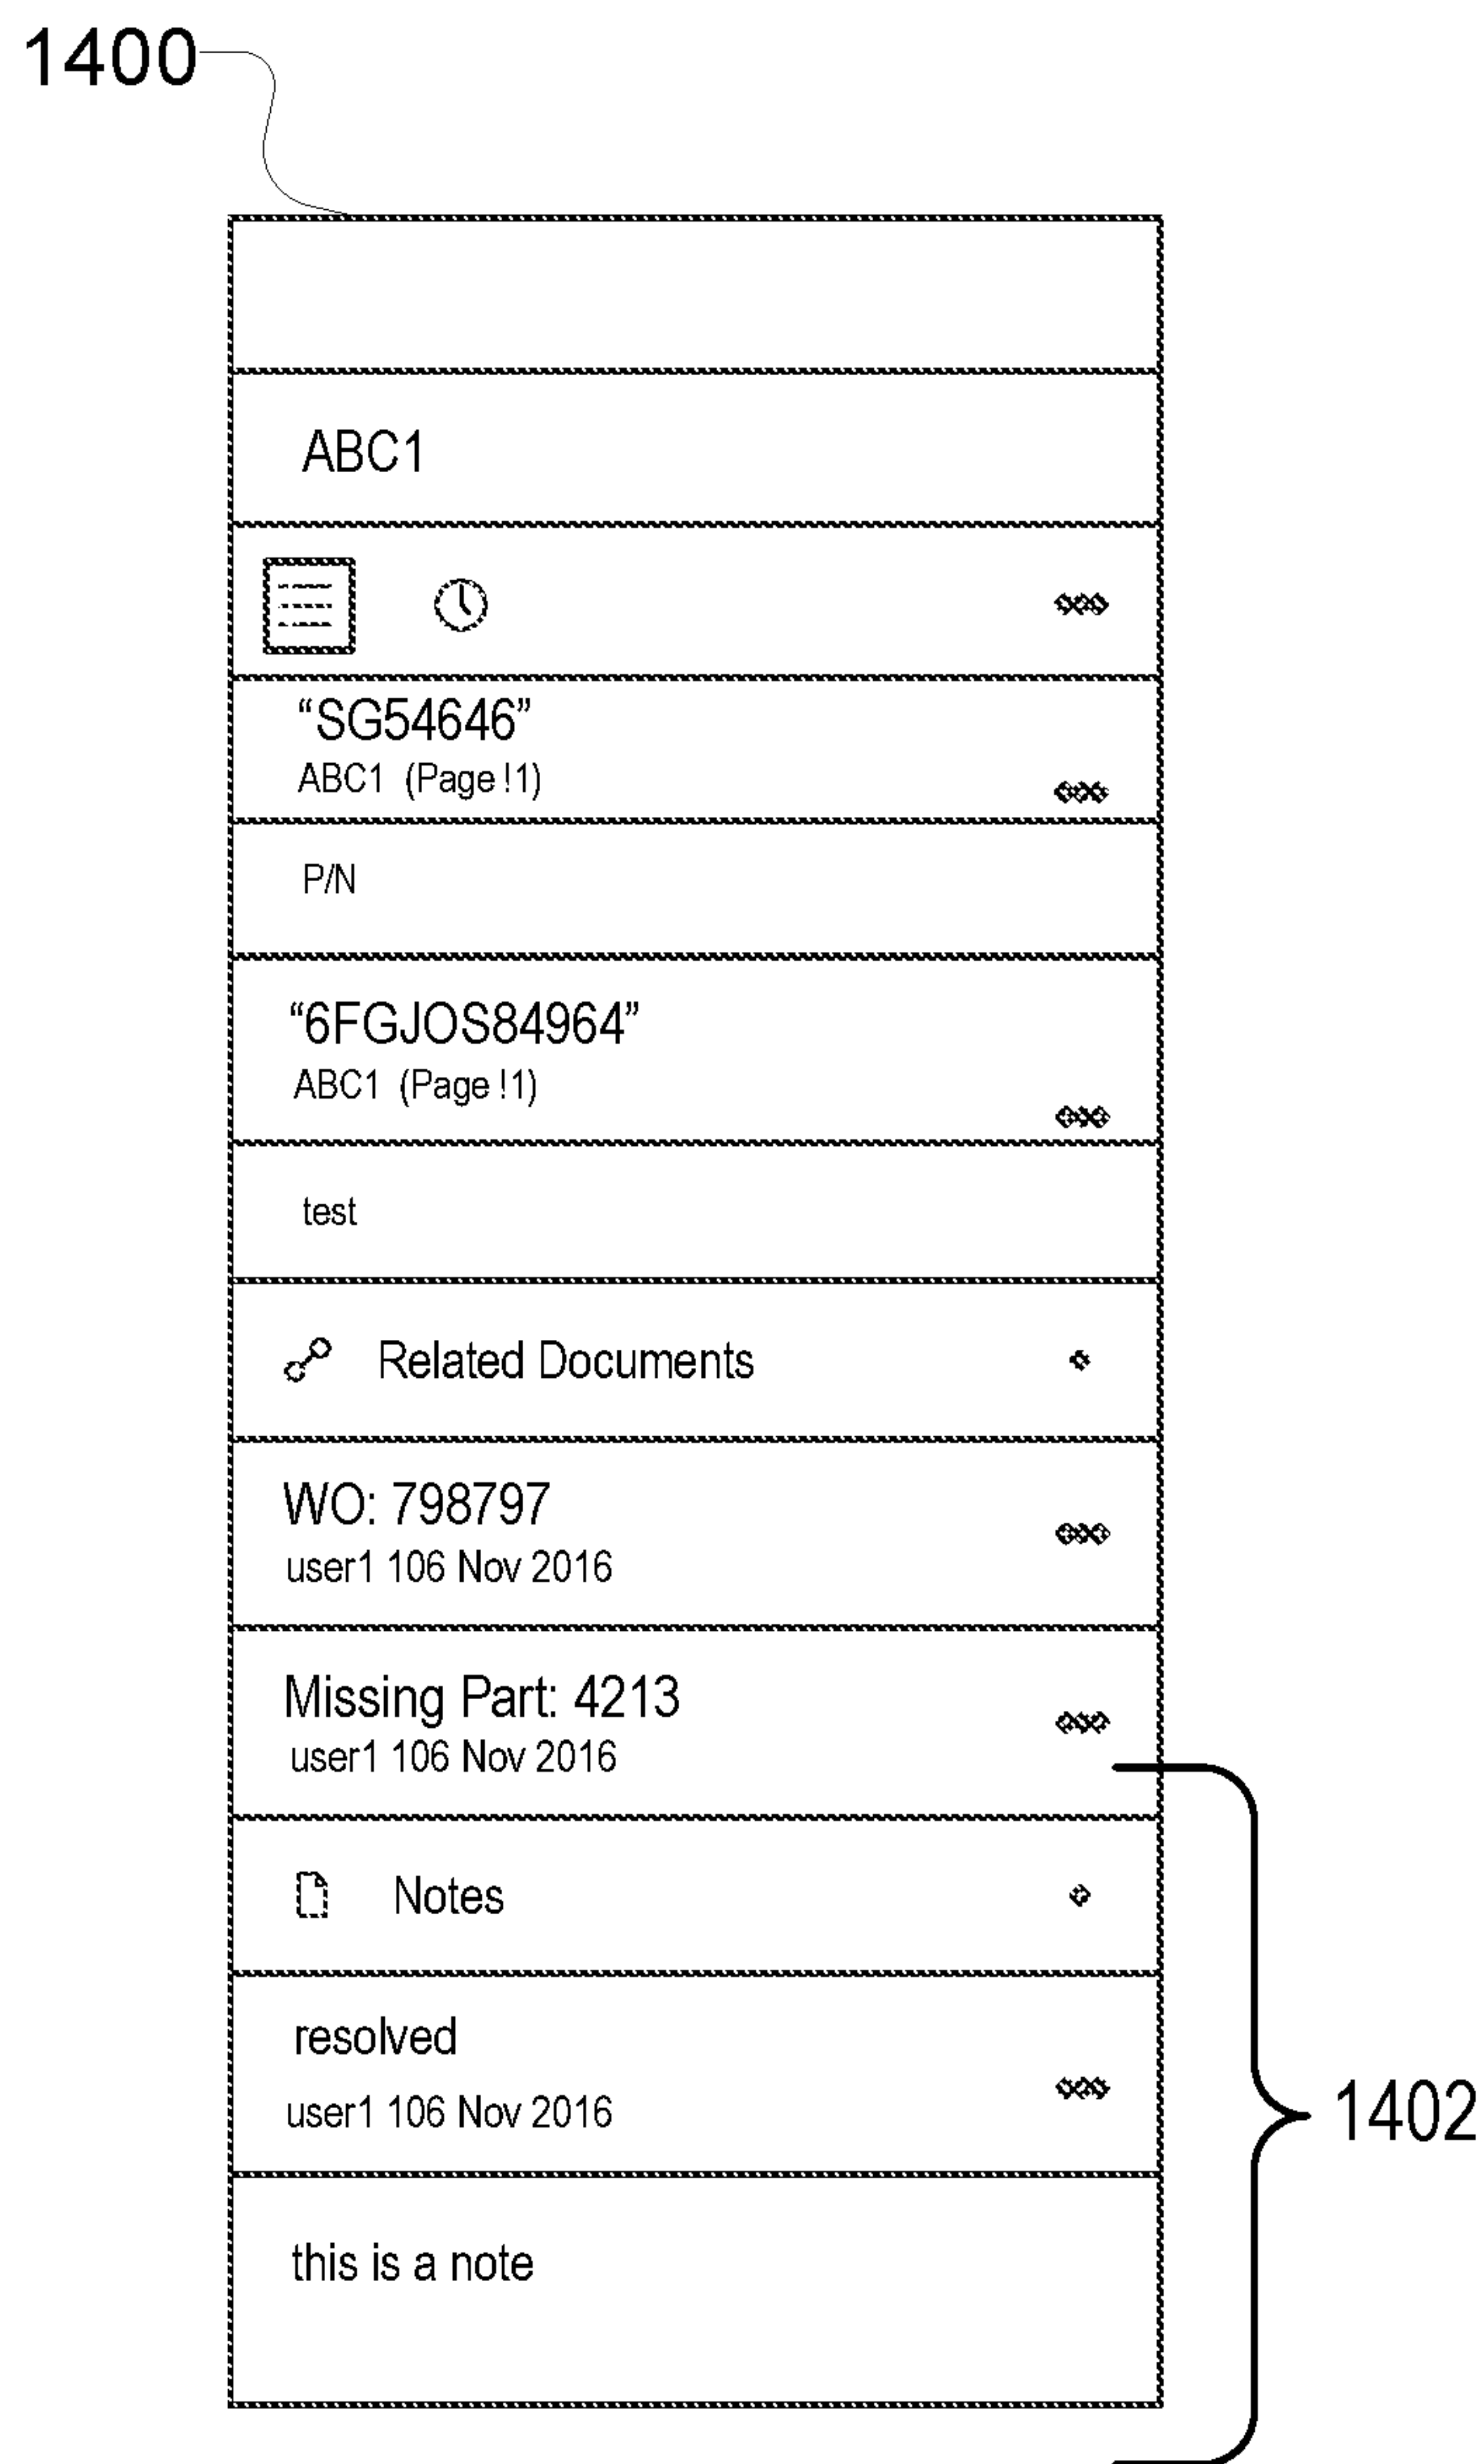 1400
ABC1
“SG54646”
ABC1 (Page !1)
P/N
“6FGJOS84964”
ABC1 (Page !1)
test
Related Documents
WO: 798797
user1 106 Nov 2016
Missing Part: 4213
user1 106 Nov 2016
Notes
resolved
user1 106 Nov 2016
1402
this is a note